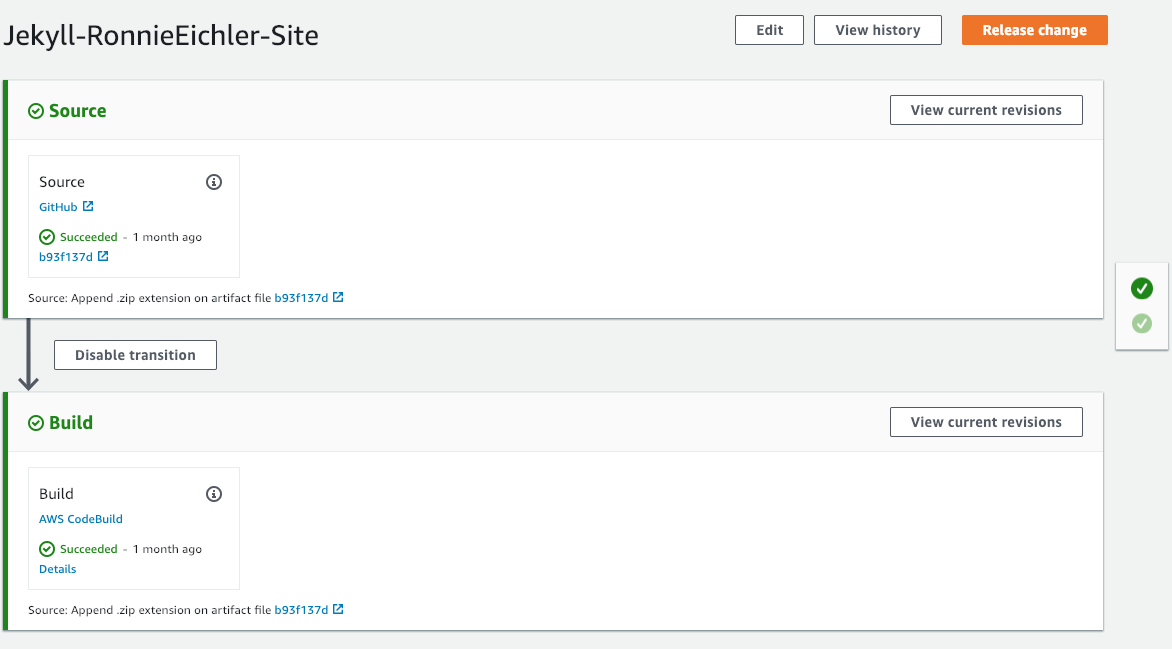 Jekyll-RonnieEichler-Site
Edit
View history
Release change
Source
View current revisions
Source
GitHub
Succeeded - 1 month ago
b93f137d
Source: Append .zip extension on artifact file b93f137d
Disable transition
Build
View current revisions
Build
AWS CodeBuild
Succeeded - 1 month ago
Details
Source: Append .zip extension on artifact file b93f137d